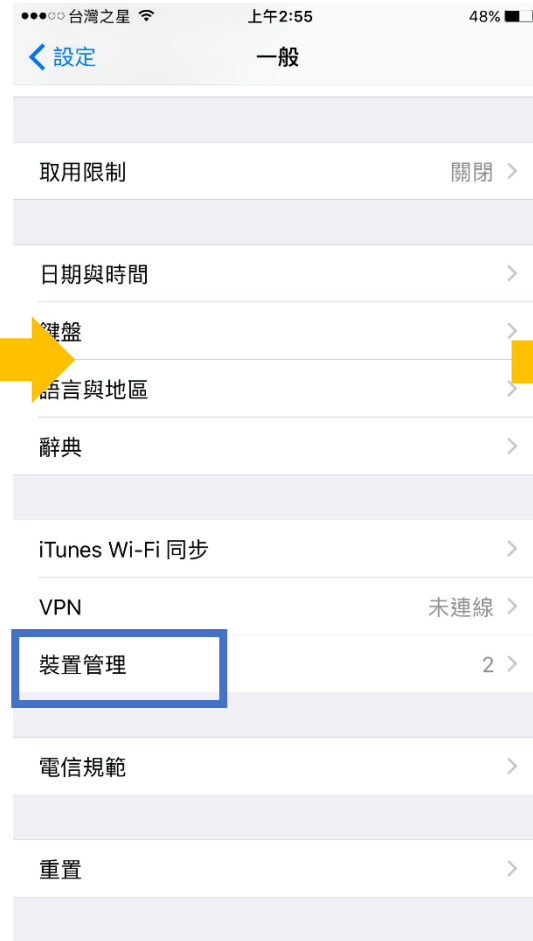 台灣之星 上午2:55 48%
設定 一般
取用限制 關閉
日期與時間
鍵盤
語言與地區
辭典
iTunes Wi-Fi 同步
VPN 未連線
裝置管理 2
電信規範
重置